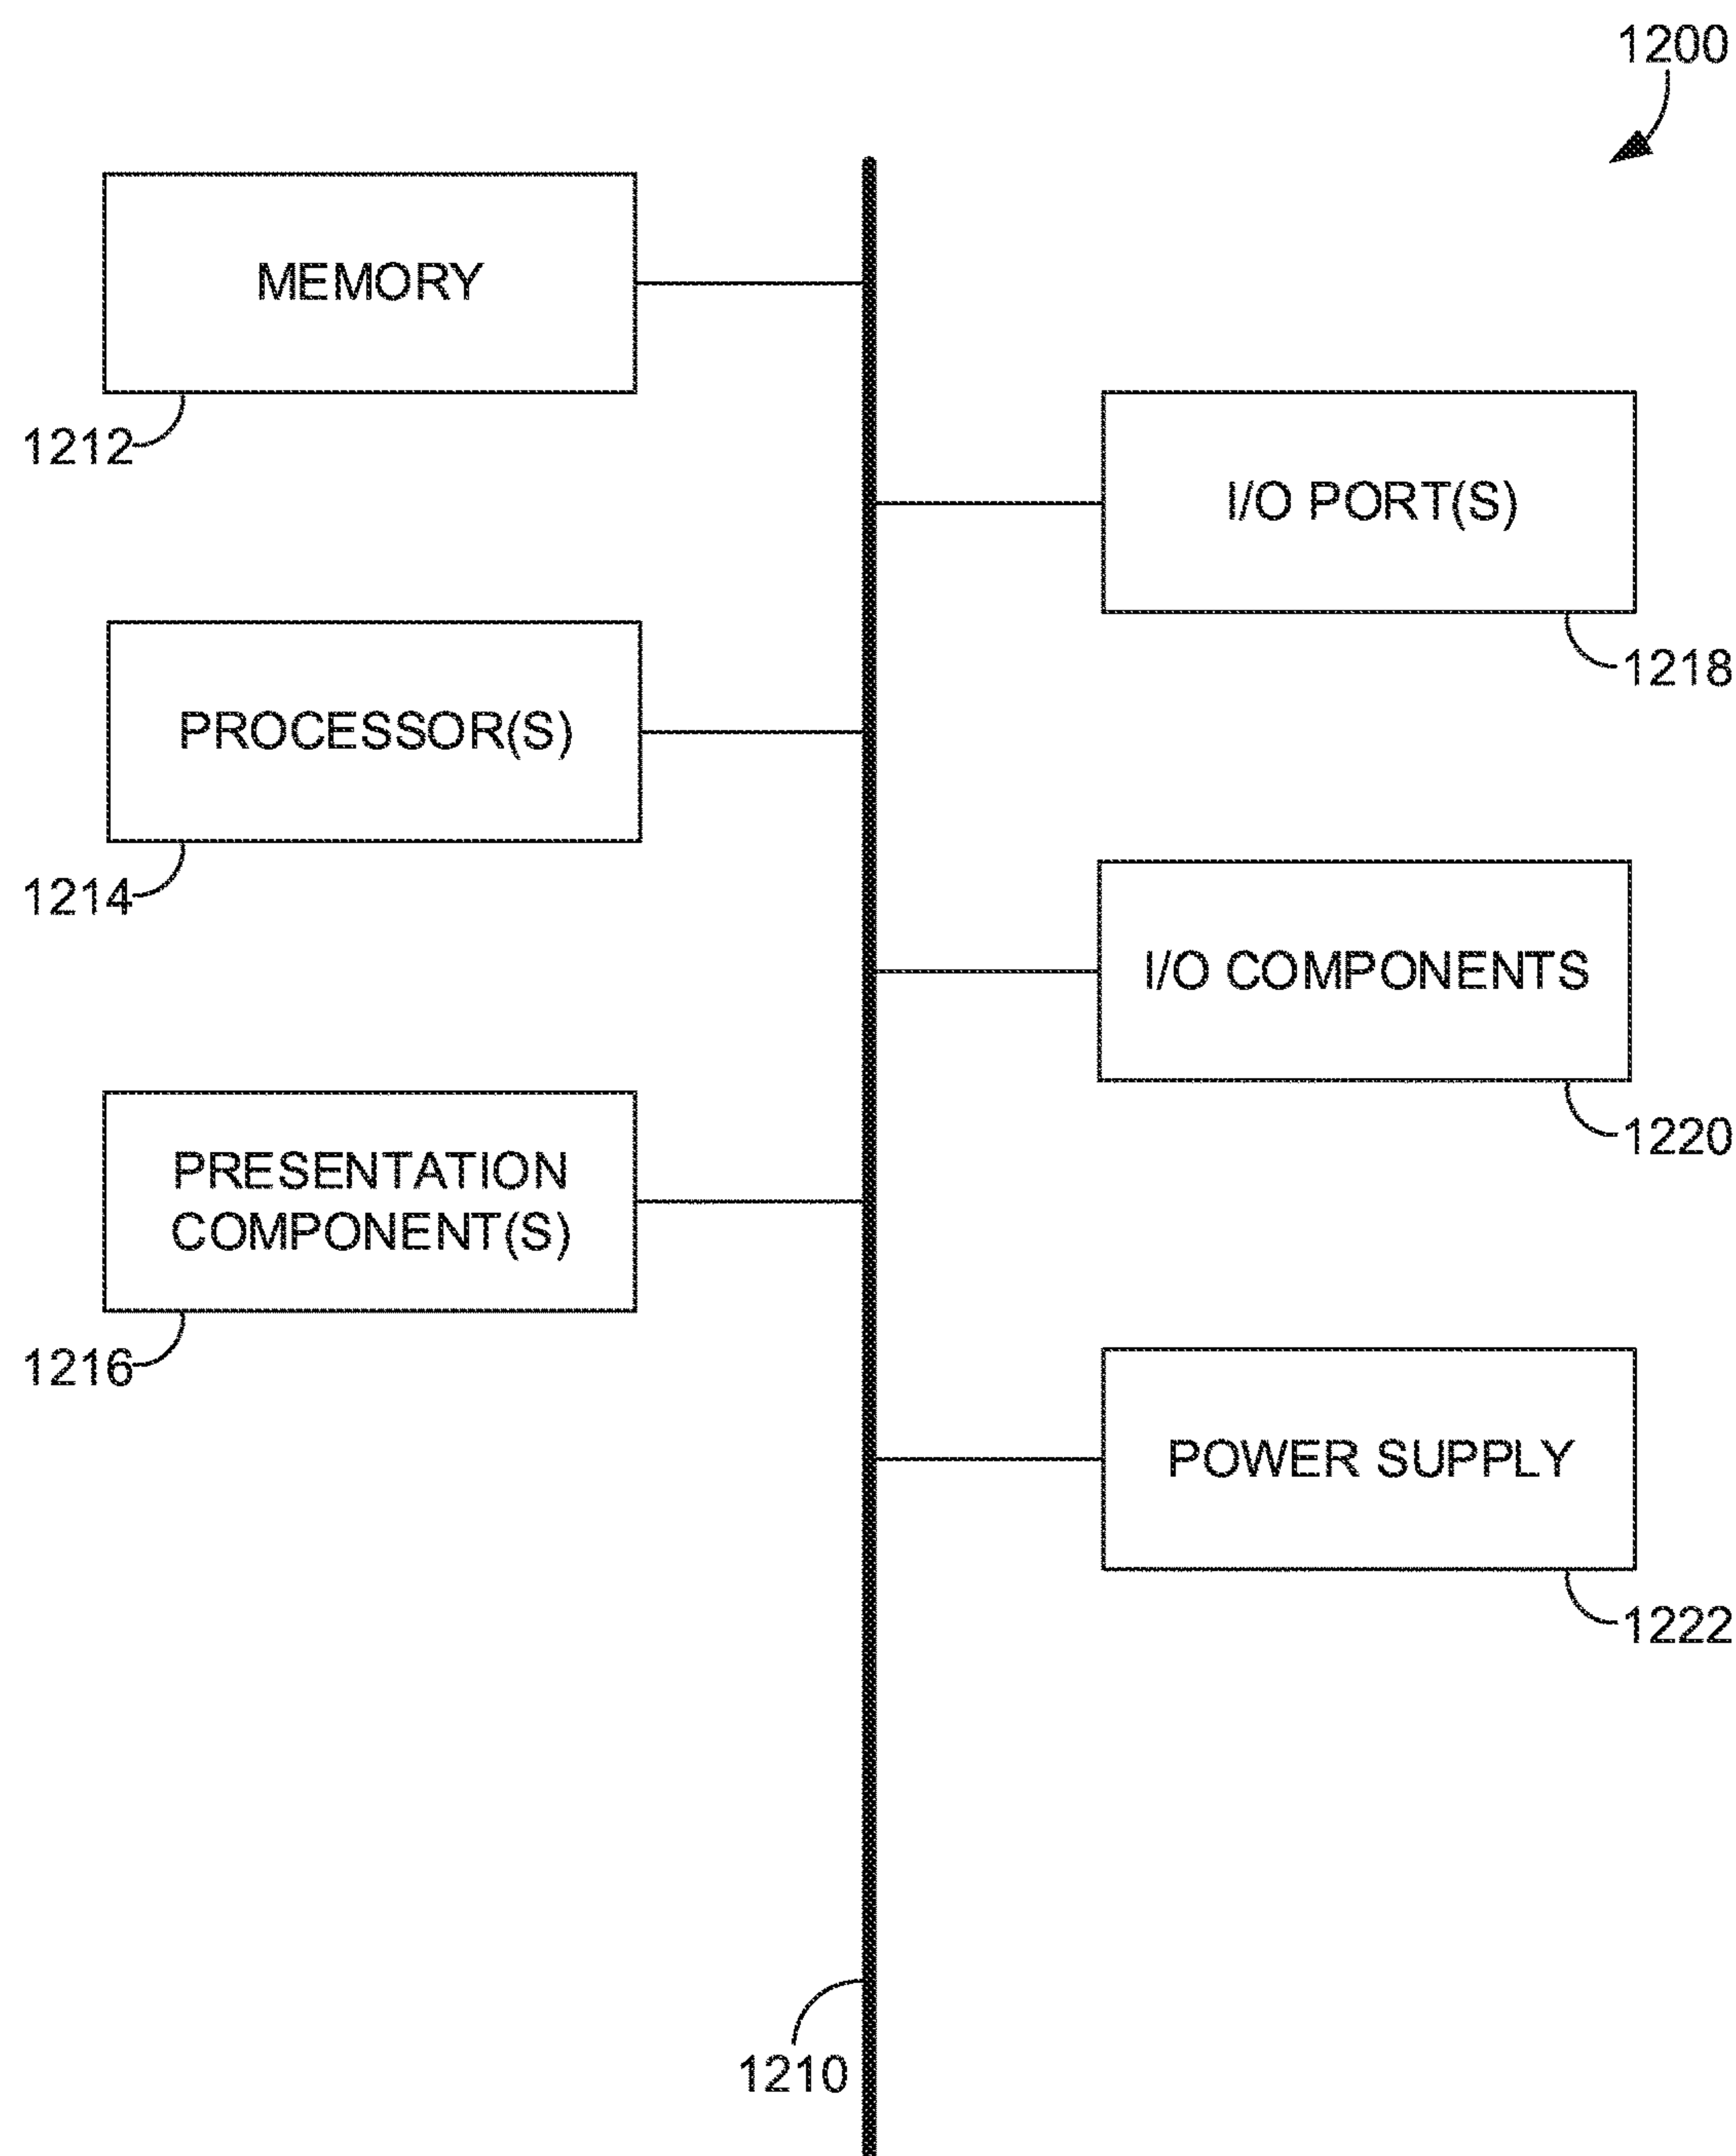 1200
MEMORY
1212
I/O PORT(S)
1218
PROCESSOR(S)
1214
I/O COMPONENTS
1220
PRESENTATION
COMPONENT(S)
1216
POWER SUPPLY
1222
1210